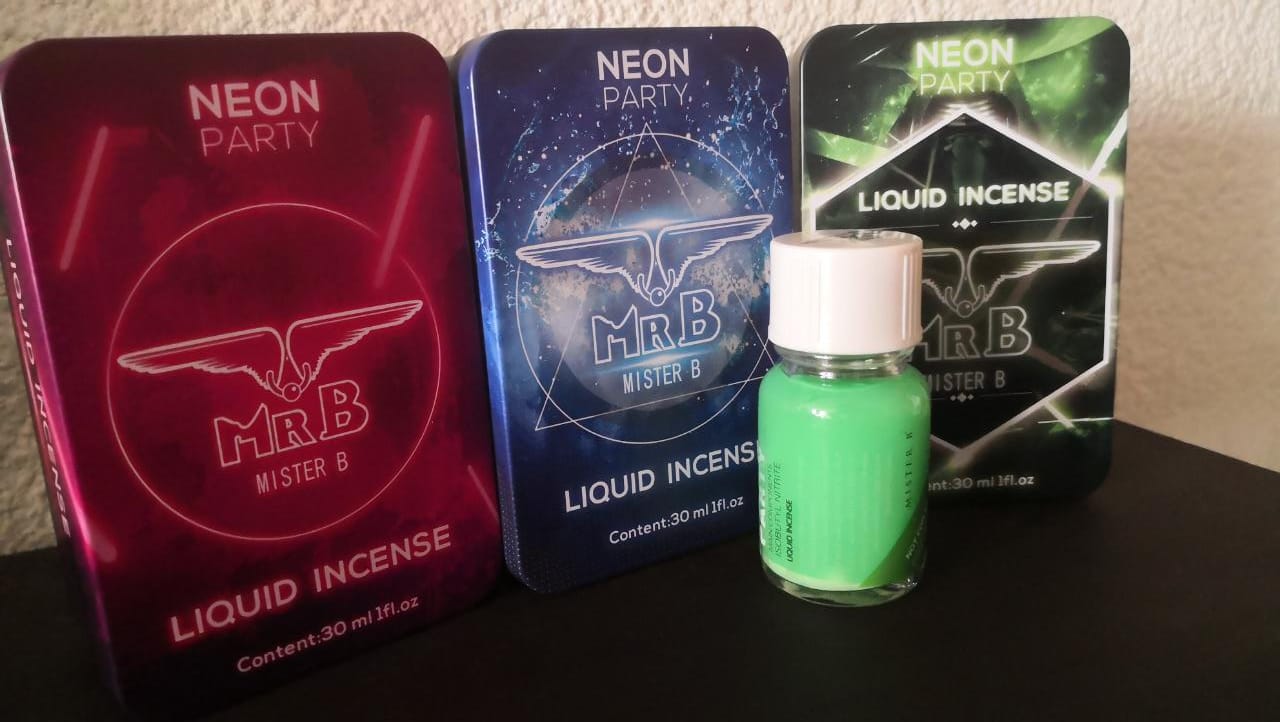 NEON
PARTY
MR B
MISTER B
LIQUID INCENSE
Content:30 ml 1fl.oz
LIQUID INCENSE
NEON
PARTY
MR B
MISTER B
LIQUID INCENS
Content:30 ml 1fl.oz
NEON
PARTY
LIQUID INCENSE
MR B
MISTER B
ent:30 ml 1fl.oz
ISOBUTYL NITRITE
LIQUID INCENSE
MISTER B